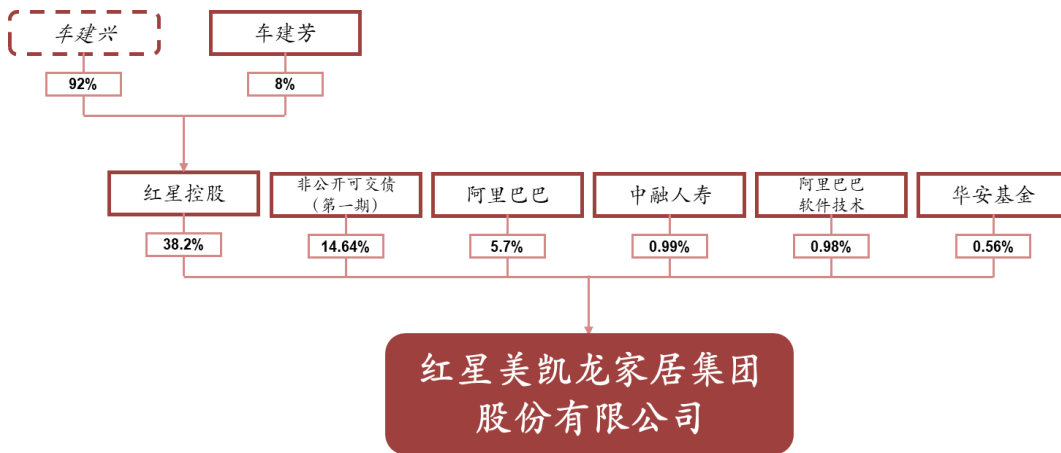 车建兴
车建芳
92%
8%
红星控股
非公开可交债
（第一期）
阿里巴巴
中融人寿
阿里巴巴
软件技术
华安基金
38.2%
14.64%
5.7%
0.99%
0.98%
0.56%
红星美凯龙家居集团
股份有限公司